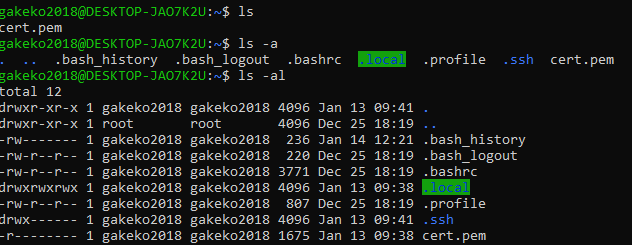 gakeko2018@DESKTOP-JAO7K2U:~$ ls
cert.pem
gakeko2018@DESKTOP-JAO7K2U:~$ ls -a
. .. .bash_history .bash_logout .bashrc .local .profile .ssh cert.pem
gakeko2018@DESKTOP-JAO7K2U:~$ ls -al
total 12
drwxr-xr-x 1 gakeko2018 gakeko2018 4096 Jan 13 09:41 .
drwxr-xr-x 1 root root 4096 Dec 25 18:19 ..
-rw------- 1 gakeko2018 gakeko2018 236 Jan 14 12:21 .bash_history
-rw-r--r-- 1 gakeko2018 gakeko2018 220 Dec 25 18:19 .bash_logout
-rw-r--r-- 1 gakeko2018 gakeko2018 3771 Dec 25 18:19 .bashrc
drwxrwxrwx 1 gakeko2018 gakeko2018 4096 Jan 13 09:38 .local
-rw-r--r-- 1 gakeko2018 gakeko2018 807 Dec 25 18:19 .profile
drwx------ 1 gakeko2018 gakeko2018 4096 Jan 13 09:41 .ssh
-r-------- 1 gakeko2018 gakeko2018 1675 Jan 13 09:38 cert.pem